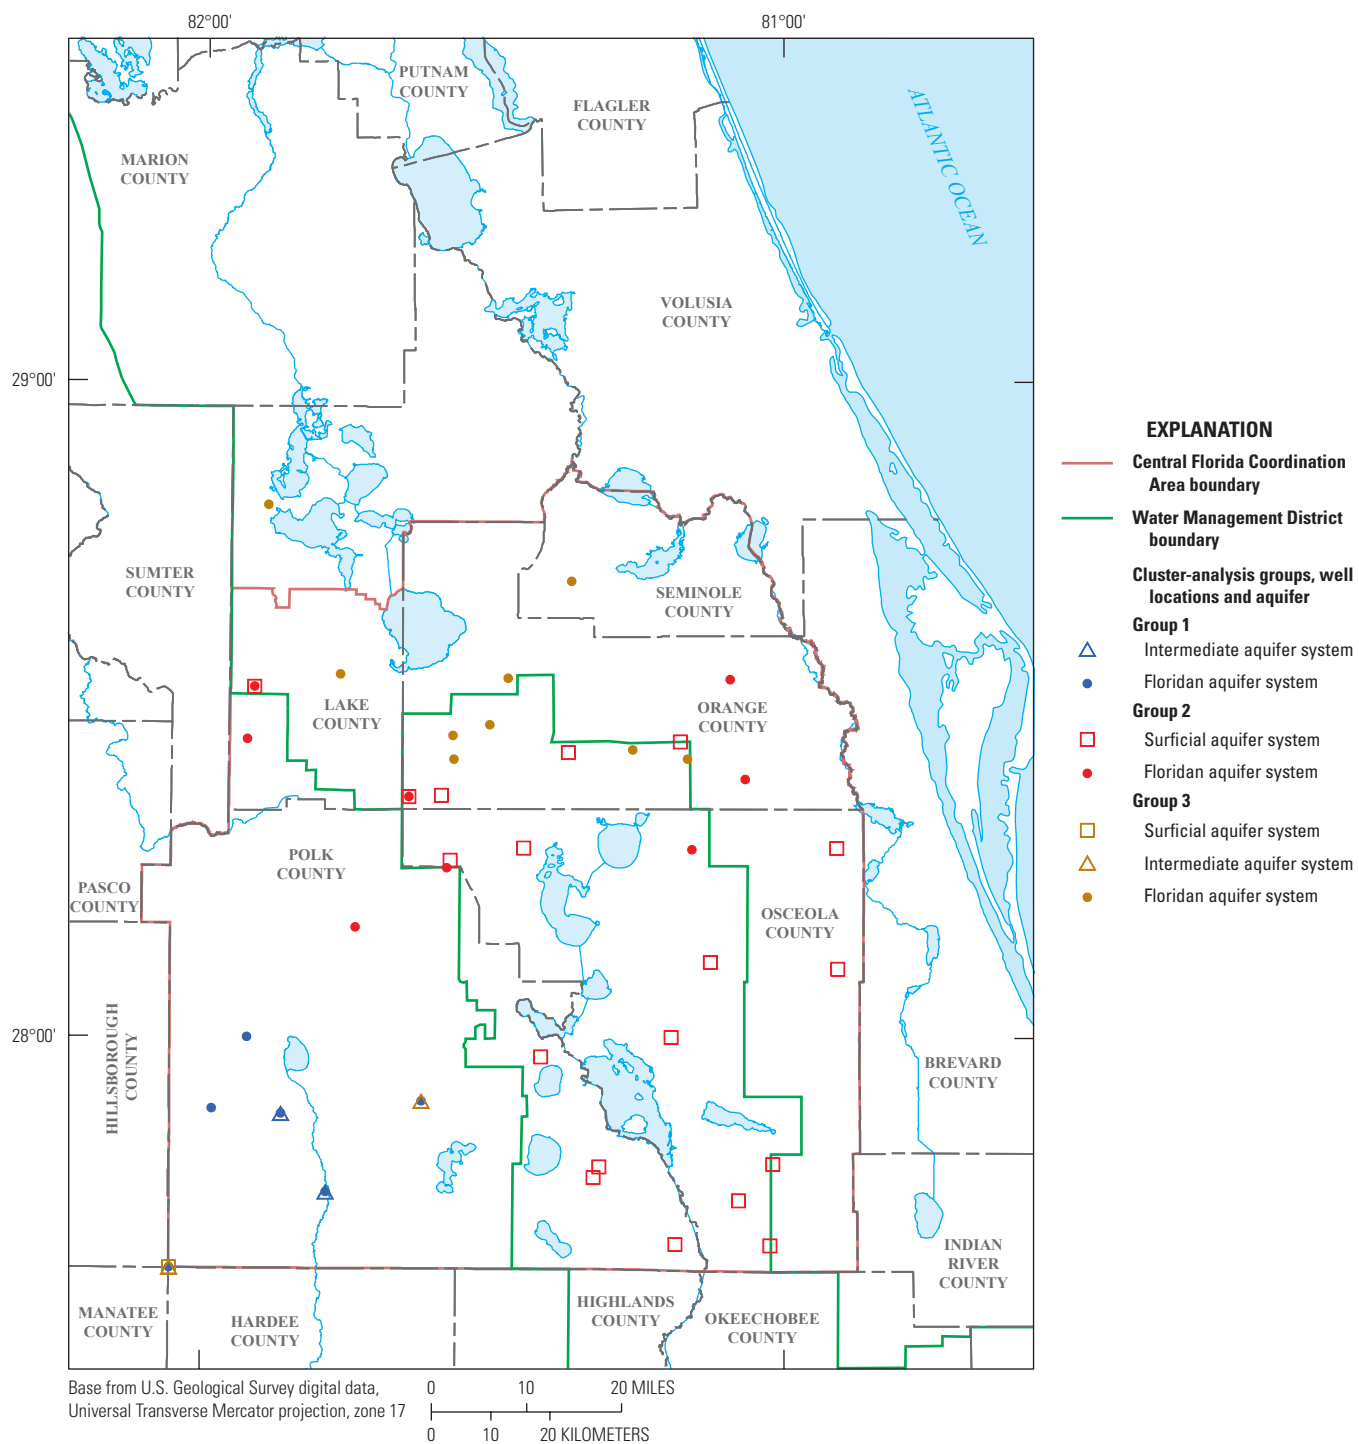 82°00'
81°00'
PUTNAM
COUNTY
FLAGLER
COUNTY
ATLANTIC OCEAN
MARION
COUNTY
VOLUSIA
COUNTY
29°00'
SUMTER
COUNTY
SEMINOLE
COUNTY
LAKE
COUNTY
ORANGE
COUNTY
POLK
COUNTY
PASCO
COUNTY
OSCEOLA
COUNTY
28°00'
HILLSBOROUGH
COUNTY
BREVARD
COUNTY
INDIAN
RIVER
COUNTY
MANATEE
COUNTY
HARDEE
COUNTY
HIGHLANDS
COUNTY
OKEECHOBEE
COUNTY
EXPLANATION
Central Florida Coordination
Area boundary
Water Management District
boundary
Cluster-analysis groups, well
locations and aquifer
Group 1
Intermediate aquifer system
Floridan aquifer system
Group 2
Surficial aquifer system
Floridan aquifer system
Group 3
Surficial aquifer system
Intermediate aquifer system
Floridan aquifer system
Base from U.S. Geological Survey digital data,
Universal Transverse Mercator projection, zone 17
0 10 20 MILES
0 10 20 KILOMETERS